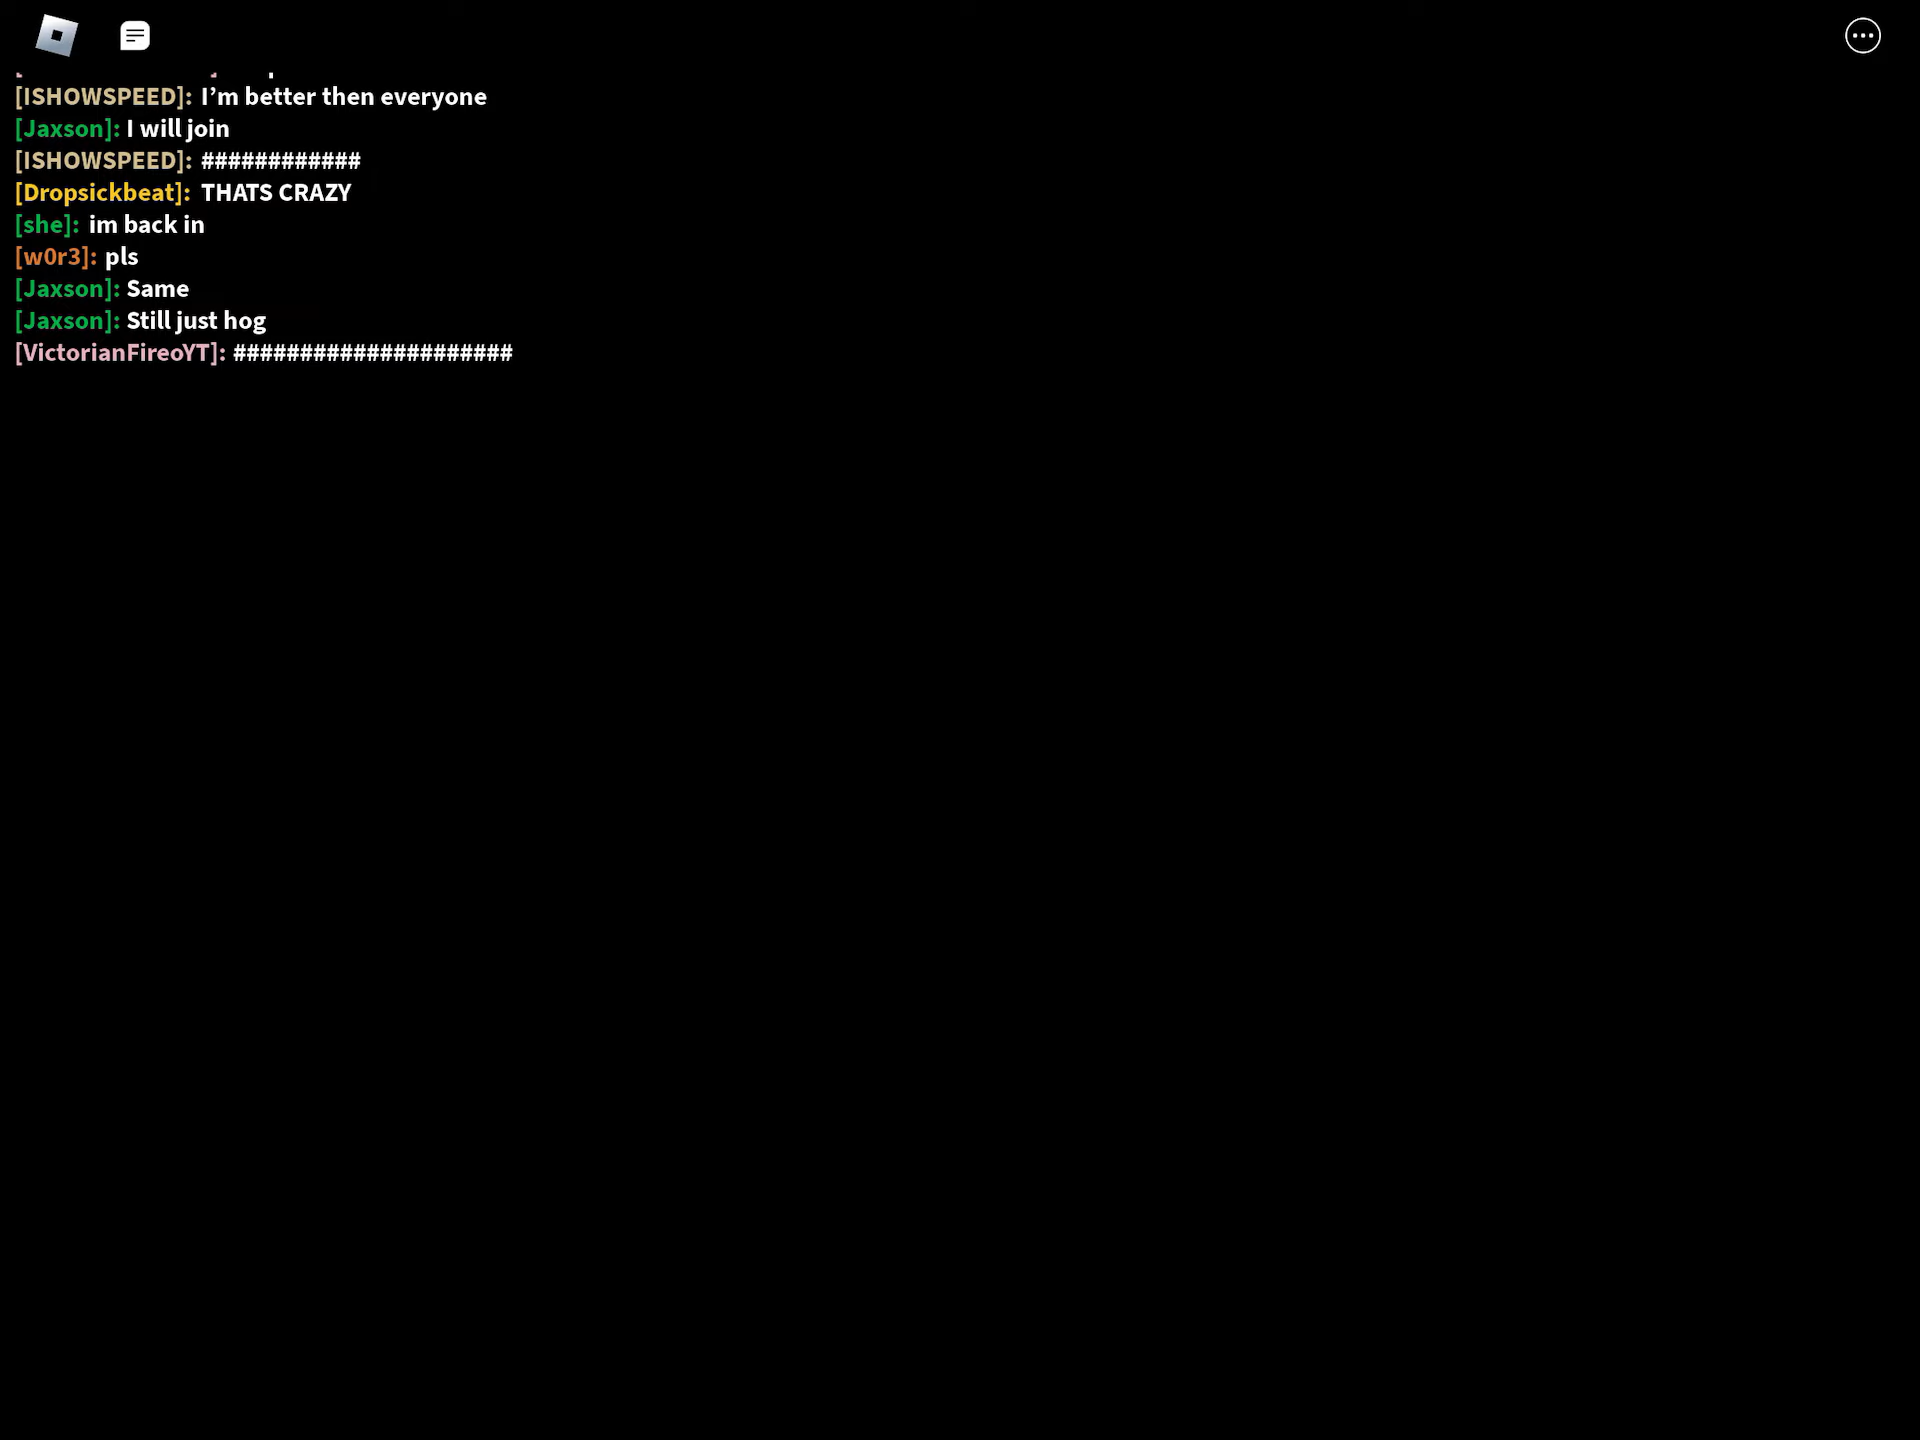 [ISHOWSPEED]: I’m better then everyone
[Jaxson]: I will join
[ISHOWSPEED]: ############
[Dropsickbeat]: THATS CRAZY
[she]: im back in
[w0r3]: pls
[Jaxson]: Same
[Jaxson]: Still just hog
[VictorianFireoYT]: #####################